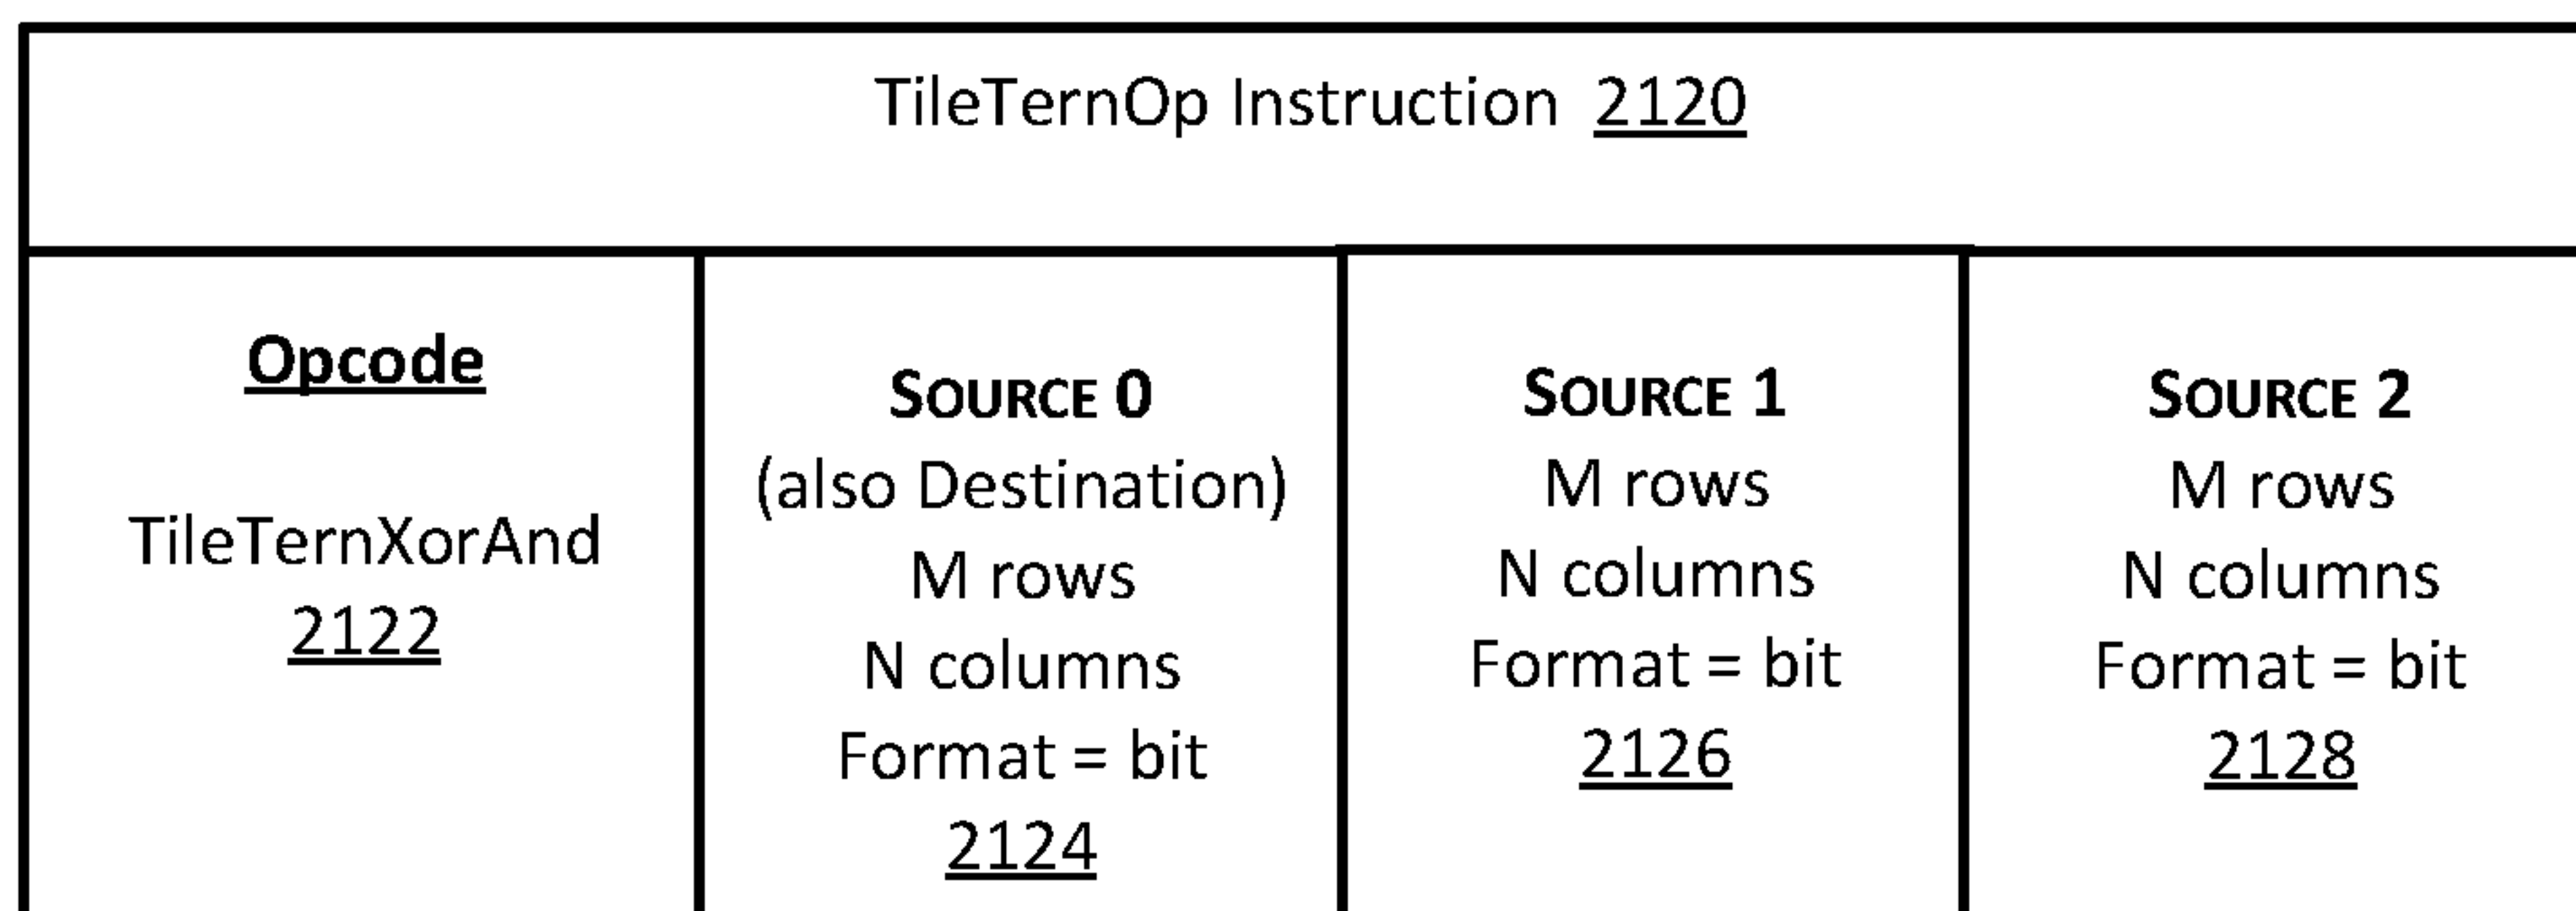 TileTernOp Instruction 2120
Opcode
TileTernXorAnd
2122
SOURCE 0
(also Destination)
M rows
N columns
Format = bit
2124
SOURCE 1
M rows
N columns
Format = bit
2126
SOURCE 2
M rows
N columns
Format = bit
2128